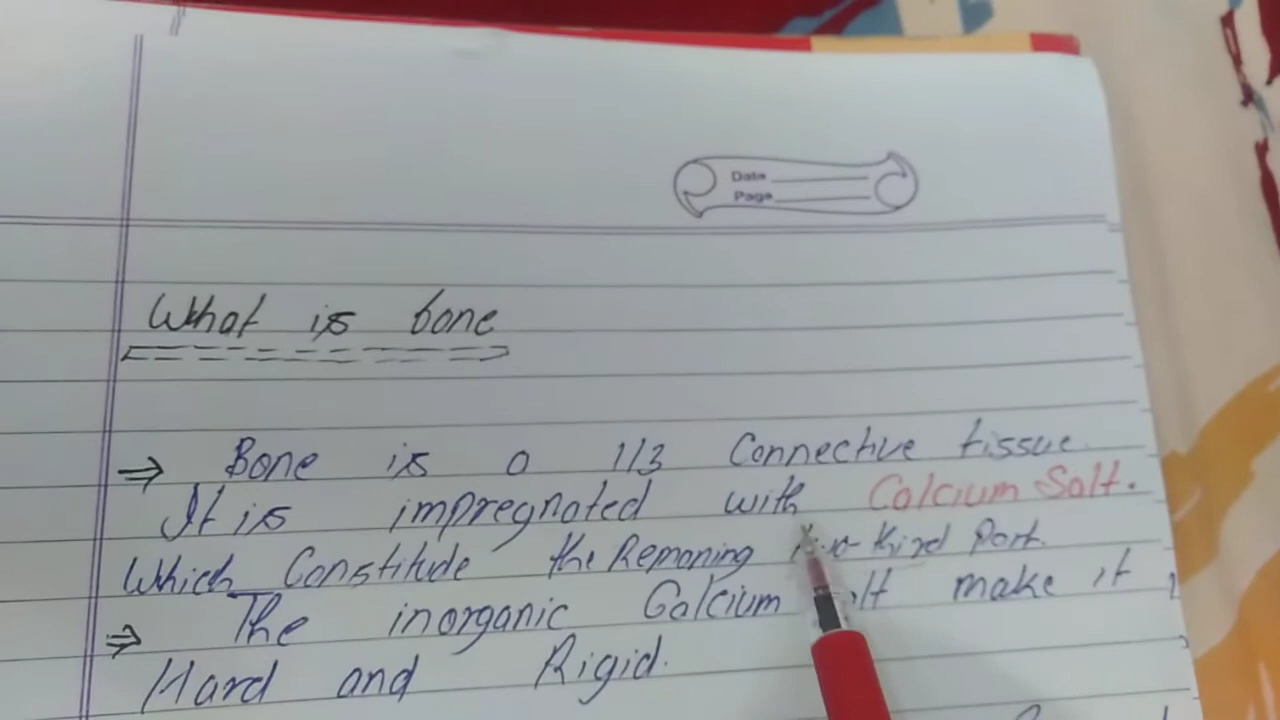 Date
Page
What is bone
⇒ Bone is a 1/3 Connective tissue.
It is impregnated with Calcium Salt.
Which Constitude the Remaning Part.
⇒ The inorganic Calcium make it
Hard and Rigid.